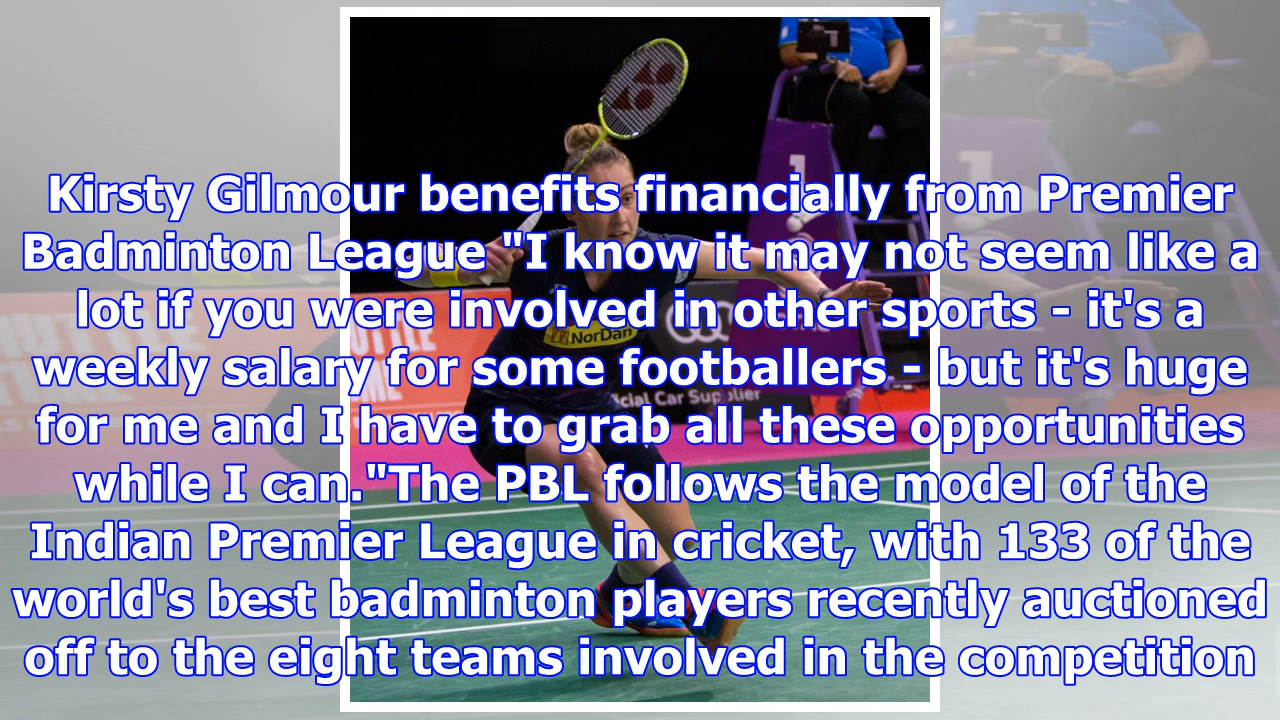 Kirsty Gilmour benefits financially from Premier
Badminton League "I know it may not seem like a
lot if you were involved in other sports - it's a
weekly salary for some footballers - but it's huge
for me and I have to grab all these opportunities
while I can."The PBL follows the model of the
Indian Premier League in cricket, with 133 of the
world's best badminton players recently auctioned
off to the eight teams involved in the competition
1
NorDan